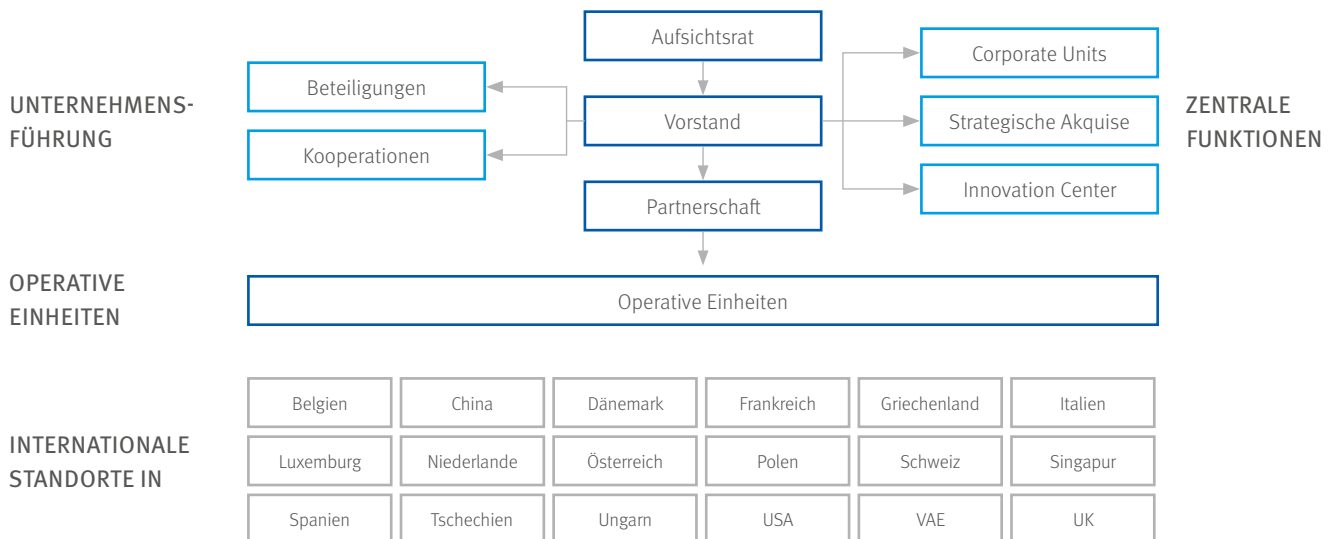 Aufsichtsrat
Corporate Units
Beteiligungen
UNTERNEHMENS-
FÜHRUNG
Vorstand
Strategische Akquise
ZENTRALE
FUNKTIONEN
Kooperationen
Innovation Center
Partnerschaft
OPERATIVE
EINHEITEN
Operative Einheiten
INTERNATIONALE
STANDORTE IN
Belgien
China
Dänemark
Frankreich
Griechenland
Italien
Luxemburg
Niederlande
Österreich
Polen
Schweiz
Singapur
Spanien
Tschechien
Ungarn
USA
VAE
UK